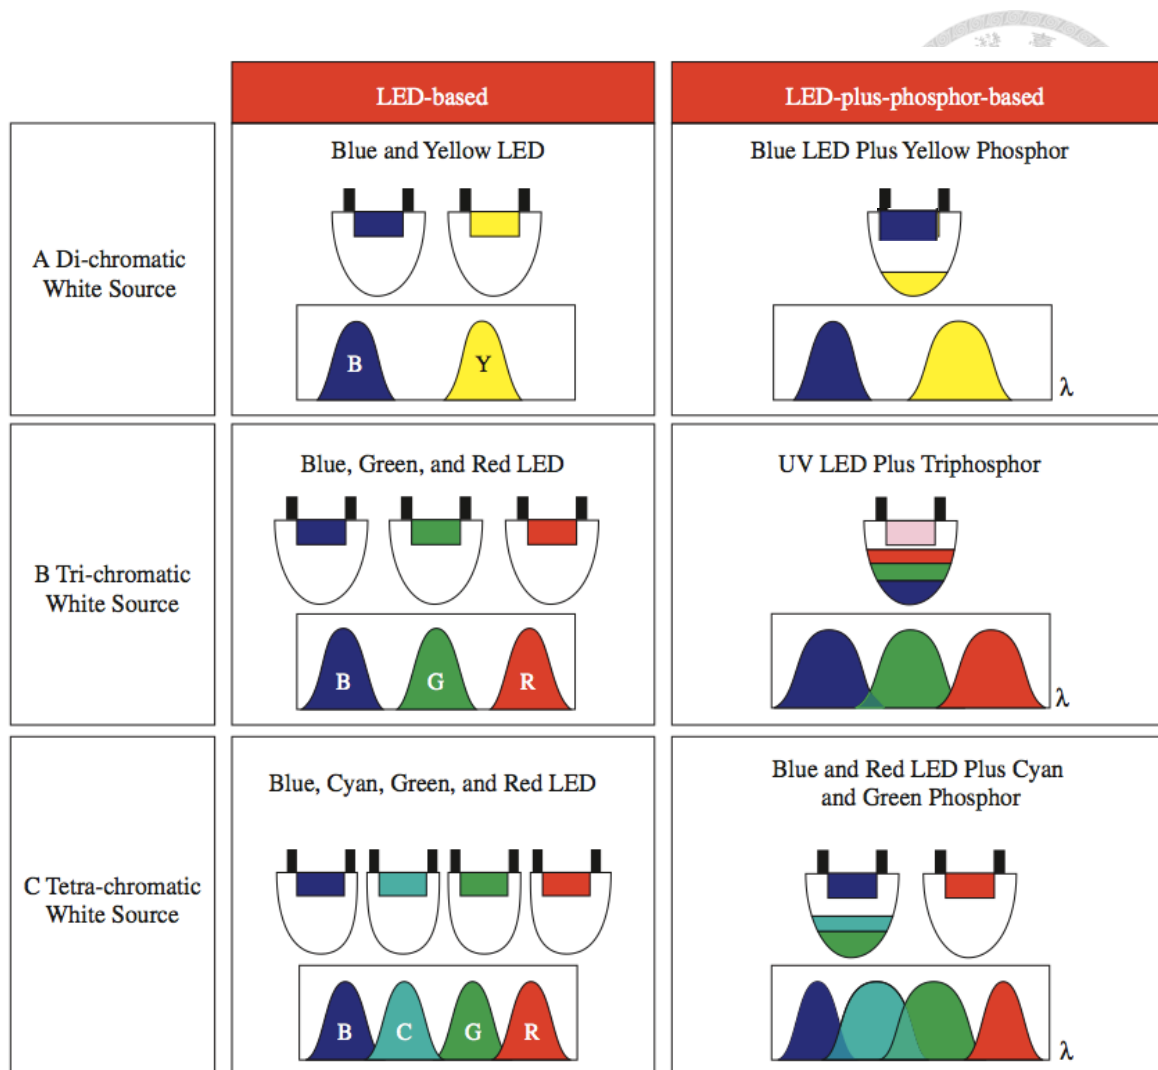 LED-based
LED-plus-phosphor-based
A Di-chromatic
White Source
Blue and Yellow LED
B
Y
Blue LED Plus Yellow Phosphor
λ
B Tri-chromatic
White Source
Blue, Green, and Red LED
B
G
R
UV LED Plus Triphosphor
λ
C Tetra-chromatic
White Source
Blue, Cyan, Green, and Red LED
B
C
G
R
Blue and Red LED Plus Cyan
and Green Phosphor
λ